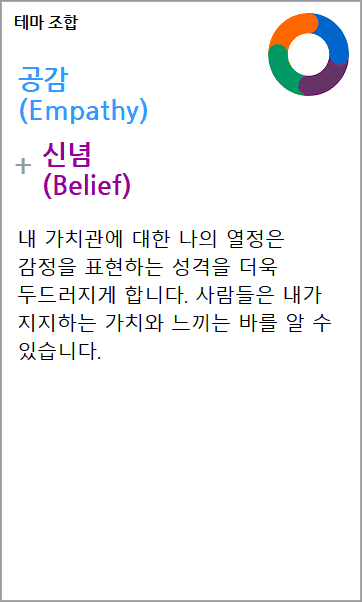 테마 조합
공감
(Empathy)
+ 신념
(Belief)
내 가치관에 대한 나의 열정은
감정을 표현하는 성격을 더욱
두드러지게 합니다. 사람들은 내가
지지하는 가치와 느끼는 바를 알 수
있습니다.